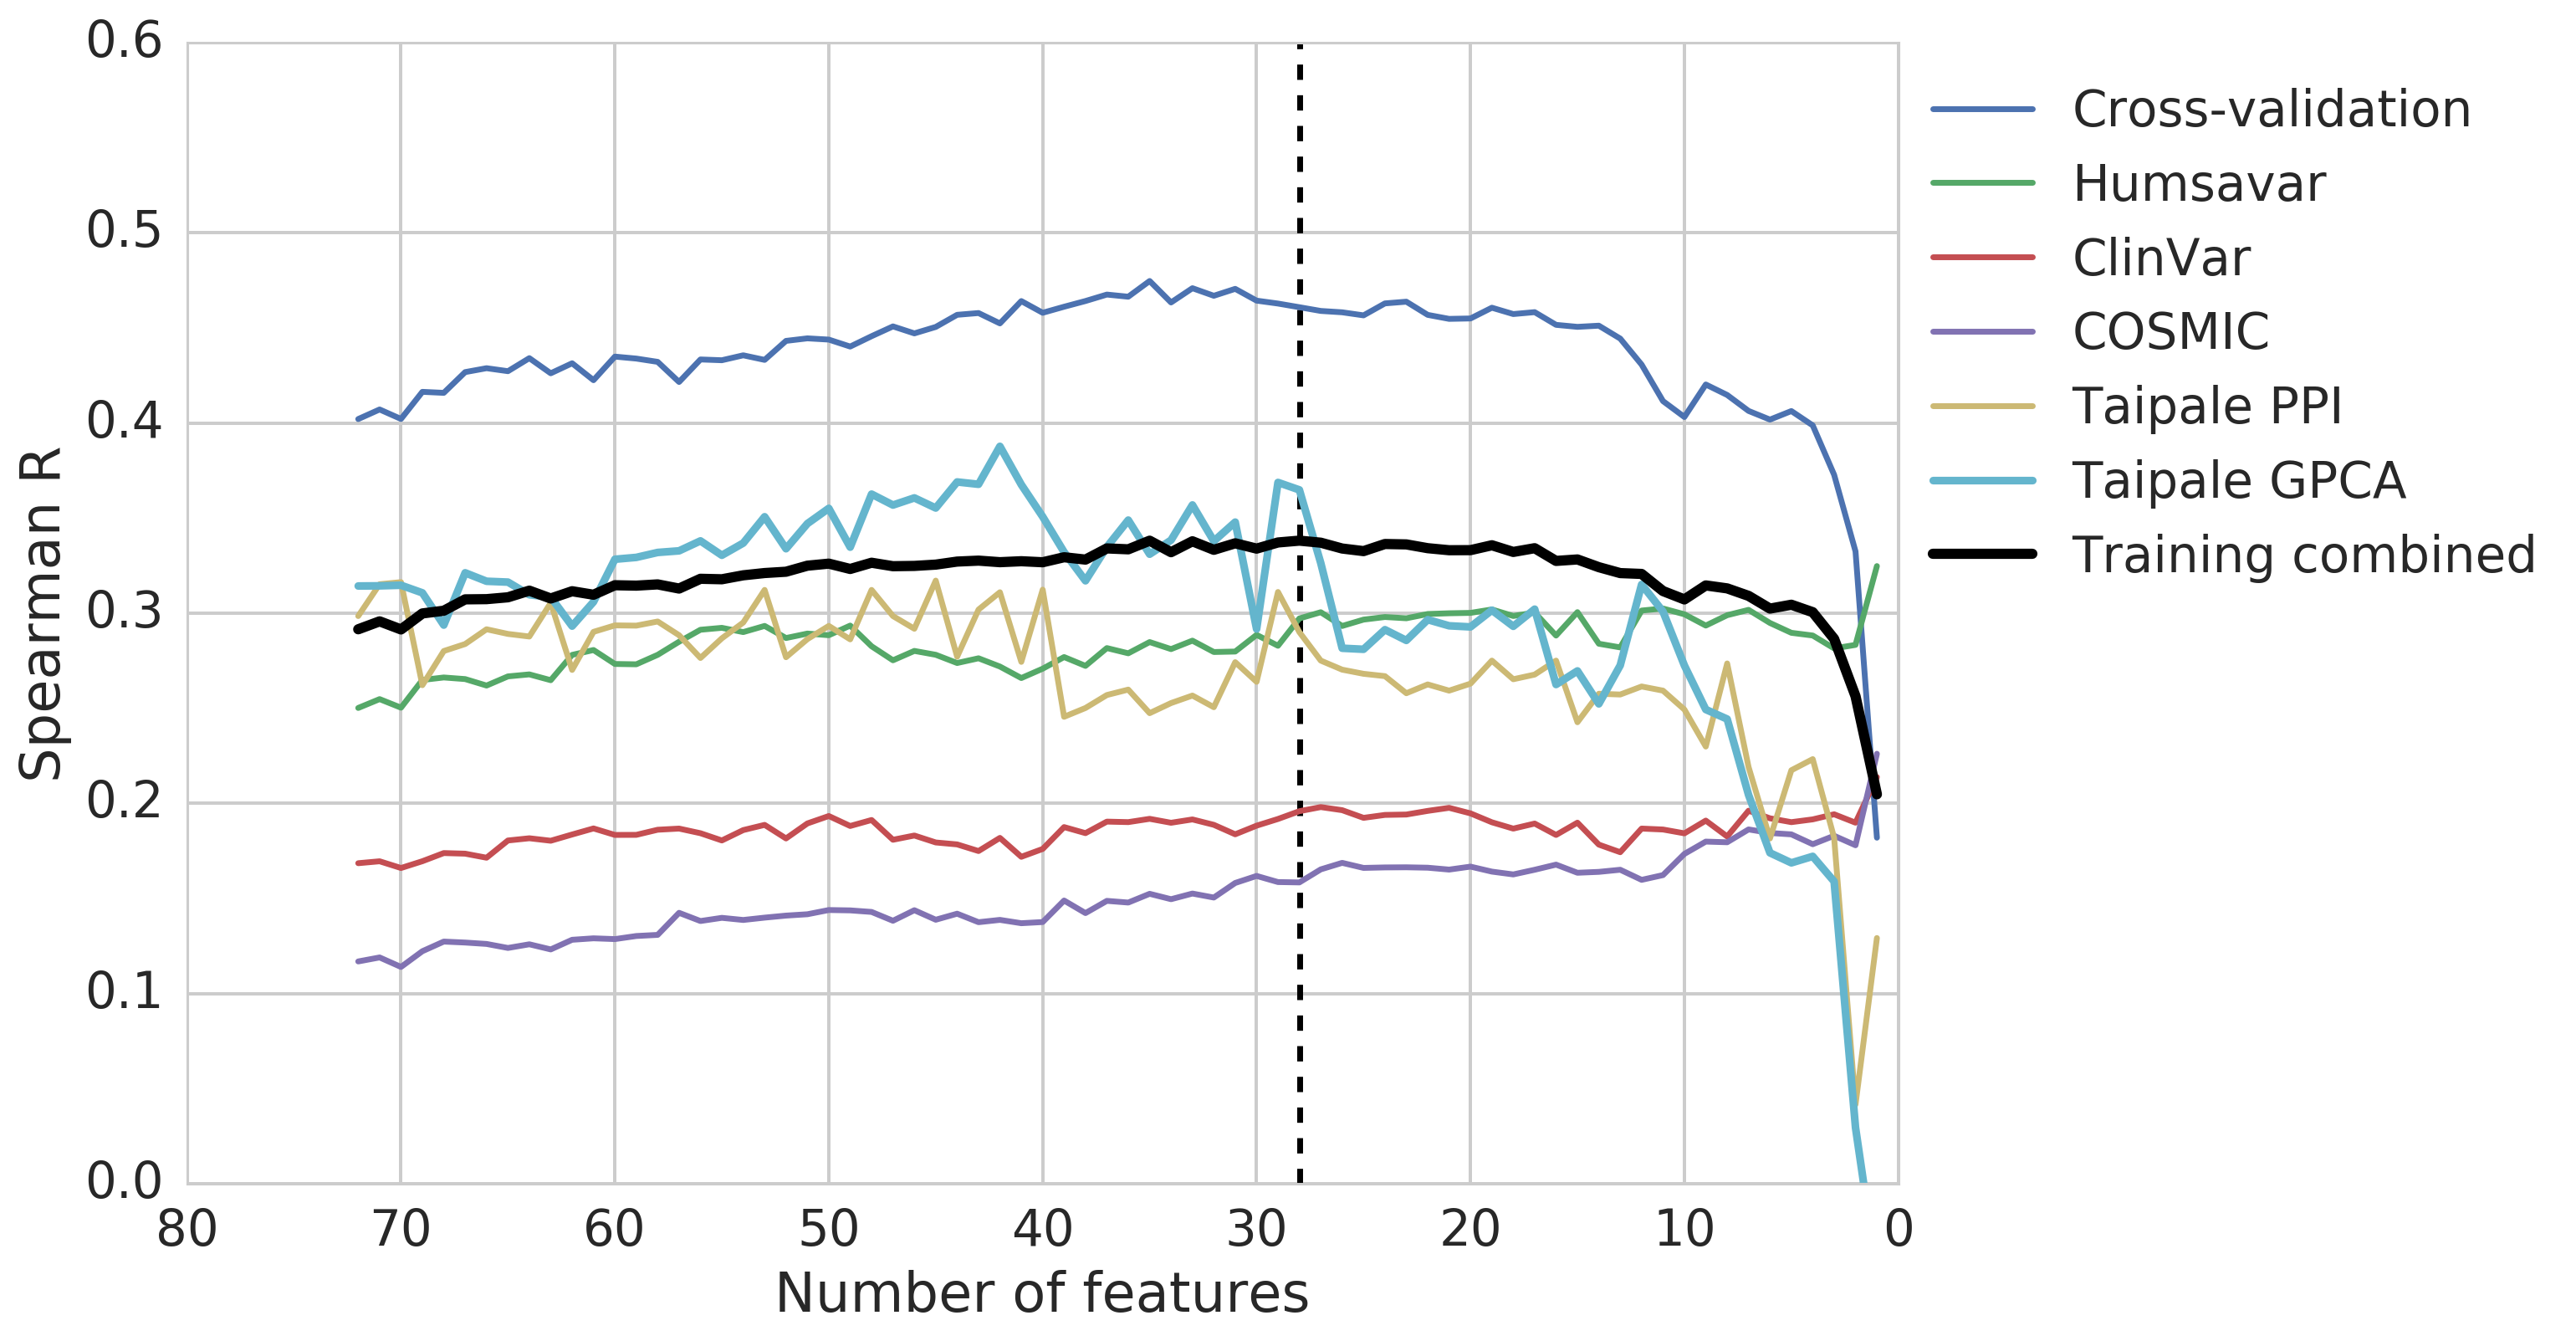 0.6
0.5
0.4
0.3
0.2
0.1
0.0
Spearman R
80 70 60 50 40 30 20 10 0
Number of features
Cross-validation
Humsavar
ClinVar
COSMIC
Taipale PPI
Taipale GPCA
Training combined